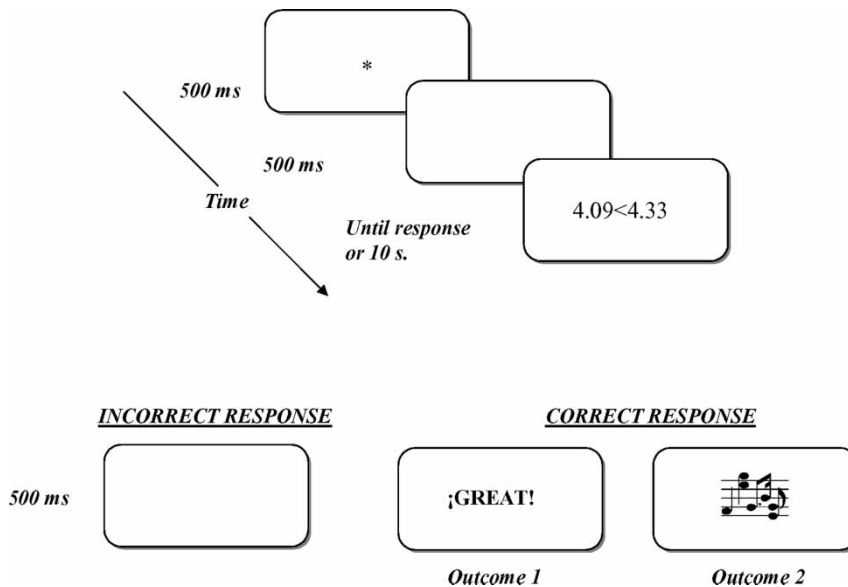 *
500 ms
500 ms
Time
4.09<4.33
Until response
or 10 s.
INCORRECT RESPONSE
CORRECT RESPONSE
500 ms
¡GREAT!
Outcome 1
Outcome 2